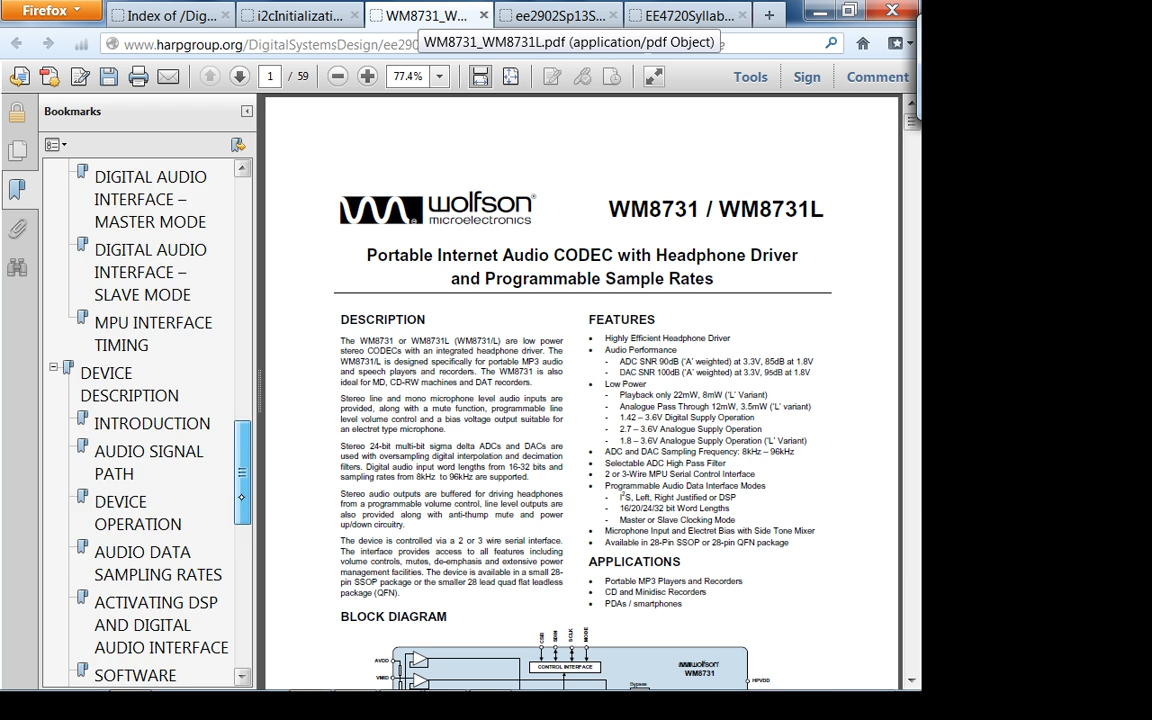 Firefox
Index of /Dig...
i2cInitializati...
WM8731_W...
ee2902Sp13S...
EE4720Syllab...
www.harpgroup.org/DigitalSystemsDesign/ee290
WM8731_WM8731L.pdf (application/pdf Object)
1 / 59
77.4%
Tools
Sign
Comment
Bookmarks
DIGITAL AUDIO
INTERFACE –
MASTER MODE
DIGITAL AUDIO
INTERFACE –
SLAVE MODE
MPU INTERFACE
TIMING
DEVICE
DESCRIPTION
INTRODUCTION
AUDIO SIGNAL
PATH
DEVICE
OPERATION
AUDIO DATA
SAMPLING RATES
ACTIVATING DSP
AND DIGITAL
AUDIO INTERFACE
SOFTWARE
wolfson®
microelectronics
WM8731 / WM8731L
Portable Internet Audio CODEC with Headphone Driver
and Programmable Sample Rates
DESCRIPTION
The WM8731 or WM8731L (WM8731/L) are low power
stereo CODECs with an integrated headphone driver. The
WM8731/L is designed specifically for portable MP3 audio
and speech players and recorders. The WM8731 is also
ideal for MD, CD-RW machines and DAT recorders.
Stereo line and mono microphone level audio inputs are
provided, along with a mute function, programmable line
level volume control and a bias voltage output suitable for
an electret type microphone.
Stereo 24-bit multi-bit sigma delta ADCs and DACs are
used with oversampling digital interpolation and decimation
filters. Digital audio input word lengths from 16-32 bits and
sampling rates from 8kHz to 96kHz are supported.
Stereo audio outputs are buffered for driving headphones
from a programmable volume control, line level outputs are
also provided along with anti-thump mute and power
up/down circuitry.
The device is controlled via a 2 or 3 wire serial interface.
The interface provides access to all features including
volume controls, mutes, de-emphasis and extensive power
management facilities. The device is available in a small 28-
pin SSOP package or the smaller 28 lead quad flat leadless
package (QFN).
FEATURES
• Highly Efficient Headphone Driver
• Audio Performance
- ADC SNR 90dB ('A' weighted) at 3.3V, 85dB at 1.8V
- DAC SNR 100dB ('A' weighted) at 3.3V, 95dB at 1.8V
• Low Power
- Playback only 22mW, 8mW ('L' Variant)
- Analogue Pass Through 12mW, 3.5mW ('L' variant)
- 1.42 – 3.6V Digital Supply Operation
- 2.7 – 3.6V Analogue Supply Operation
- 1.8 – 3.6V Analogue Supply Operation ('L' Variant)
• ADC and DAC Sampling Frequency: 8kHz – 96kHz
• Selectable ADC High Pass Filter
• 2 or 3-Wire MPU Serial Control Interface
• Programmable Audio Data Interface Modes
- I²S, Left, Right Justified or DSP
- 16/20/24/32 bit Word Lengths
- Master or Slave Clocking Mode
• Microphone Input and Electret Bias with Side Tone Mixer
• Available in 28-Pin SSOP or 28-pin QFN package
APPLICATIONS
• Portable MP3 Players and Recorders
• CD and Minidisc Recorders
• PDAs / smartphones
BLOCK DIAGRAM
CSB
SDIN
SCLK
MODE
AVDD
VMID
CONTROL INTERFACE
wolfson
WM8731
HPVDD
Bypass